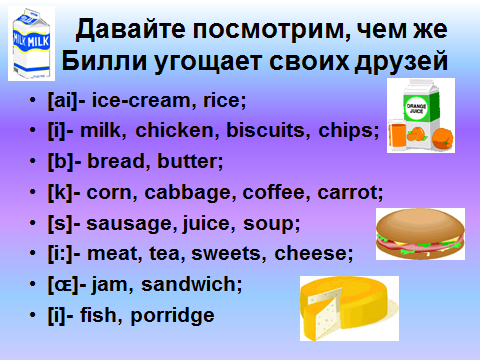 Давайте посмотрим, чем же
Билли угощает своих друзей
MILK MILK
• [ai]- ice-cream, rice;
ORANGE JUICE
• [i]- milk, chicken, biscuits, chips;
• [b]- bread, butter;
• [k]- corn, cabbage, coffee, carrot;
• [s]- sausage, juice, soup;
• [i:]- meat, tea, sweets, cheese;
• [œ]- jam, sandwich;
• [i]- fish, porridge